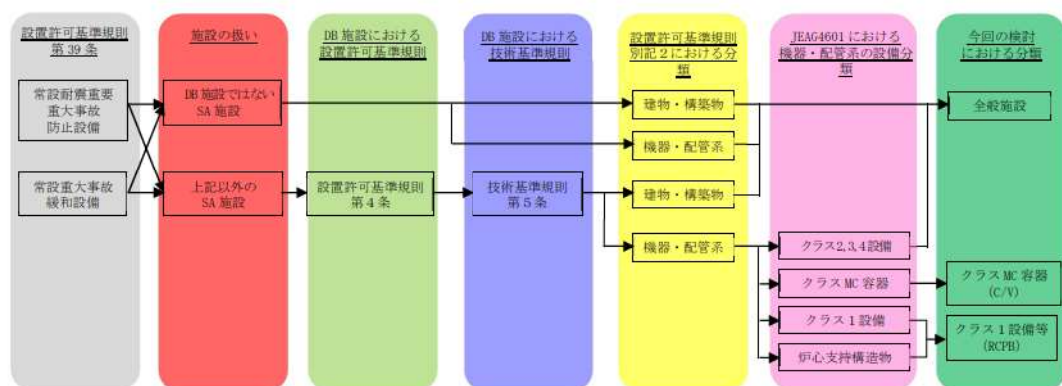 設置許可基準規則
第39条
常設耐震重要
重大事故
防止設備
常設重大事故
緩和設備
施設の扱い
DB施設ではない
SA施設
上記以外の
SA施設
DB施設における
設置許可基準規則
設置許可基準規則
第4条
DB施設における
技術基準規則
技術基準規則
第5条
設置許可基準規則
別記2における分
類
建物・構築物
機器・配管系
建物・構築物
機器・配管系
JEAG4601における
機器・配管系の設備分
類
クラス2,3,4設備
クラスMC容器
クラス1設備
炉心支持構造物
今回の検討
における分類
全般施設
クラスMC容器
(C/V)
クラス1設備等
(RCPB)